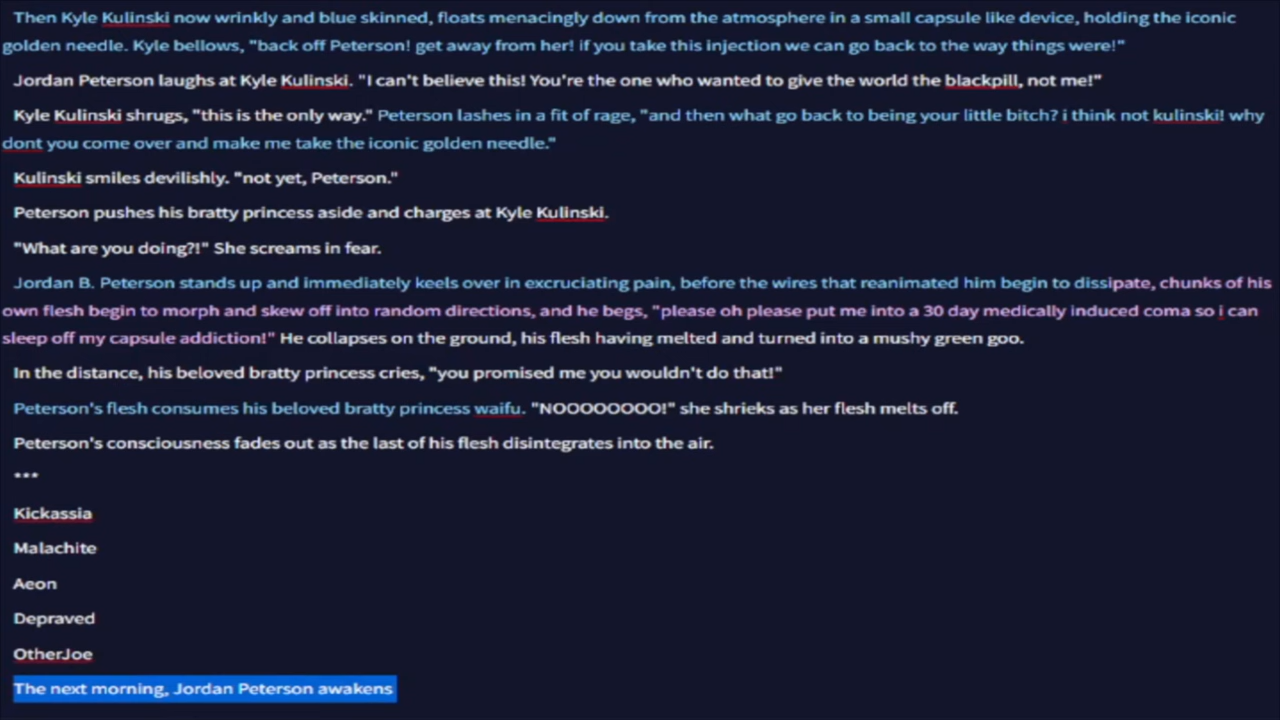 Then Kyle Kulinski now wrinkly and blue skinned, floats menacingly down from the atmosphere in a small capsule like device, holding the iconic
golden needle. Kyle bellows, "back off Peterson! get away from her! if you take this injection we can go back to the way things were!"
Jordan Peterson laughs at Kyle Kulinski. "I can't believe this! You're the one who wanted to give the world the blackpill, not me!"
Kyle Kulinski shrugs, "this is the only way." Peterson lashes in a fit of rage, "and then what go back to being your little bitch? i think not kulinski! why
dont you come over and make me take the iconic golden needle."
Kulinski smiles devilishly. "not yet, Peterson."
Peterson pushes his bratty princess aside and charges at Kyle Kulinski.
"What are you doing?!" She screams in fear.
Jordan B. Peterson stands up and immediately keels over in excruciating pain, before the wires that reanimated him begin to dissipate, chunks of his
own flesh begin to morph and skew off into random directions, and he begs, "please oh please put me into a 30 day medically induced coma so i can
sleep off my capsule addiction!" He collapses on the ground, his flesh having melted and turned into a mushy green goo.
In the distance, his beloved bratty princess cries, "you promised me you wouldn't do that!"
Peterson's flesh consumes his beloved bratty princess waifu. "NOOOOOOOO!" she shrieks as her flesh melts off.
Peterson's consciousness fades out as the last of his flesh disintegrates into the air.
***
Kickassia
Malachite
Aeon
Depraved
OtherJoe
The next morning, Jordan Peterson awakens